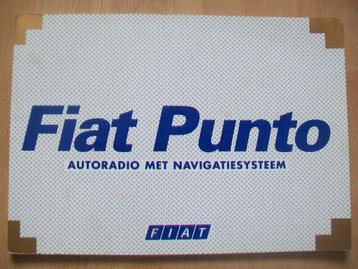 Fiat Punto
AUTORADIO MET NAVIGATIESYSTEEM
FIAT